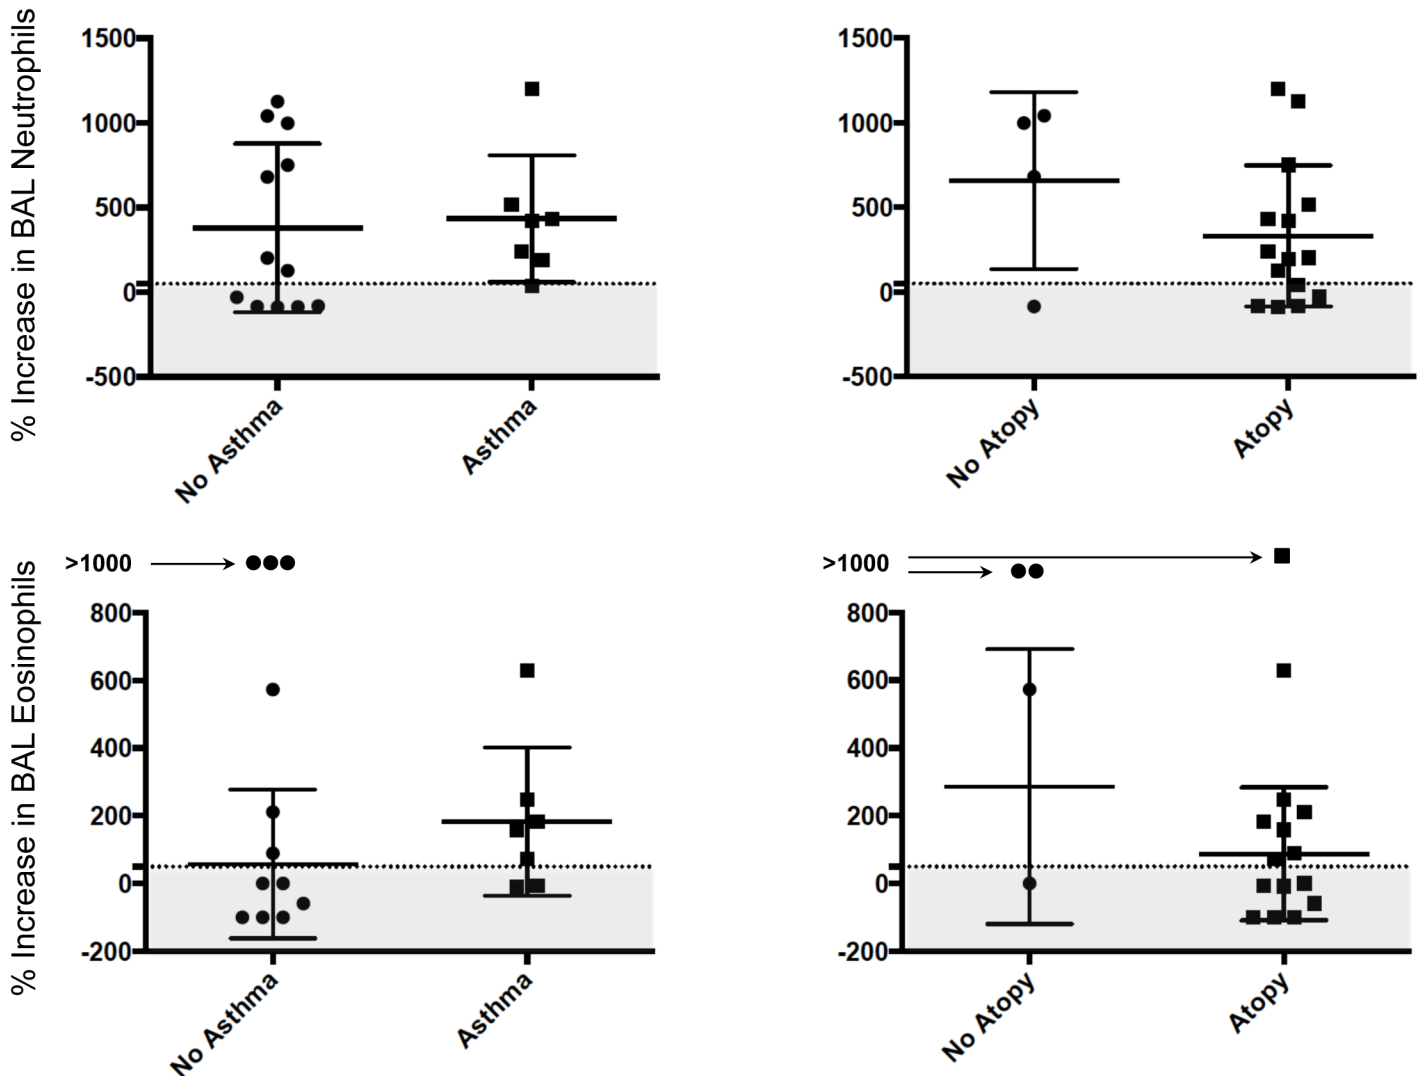 % Increase in BAL Neutrophils
1500
1000
500
0
-500
No Asthma
Asthma
1500
1000
500
0
-500
No Atopy
Atopy
% Increase in BAL Eosinophils
>1000
800
600
400
200
0
-200
No Asthma
Asthma
>1000
800
600
400
200
0
-200
No Atopy
Atopy